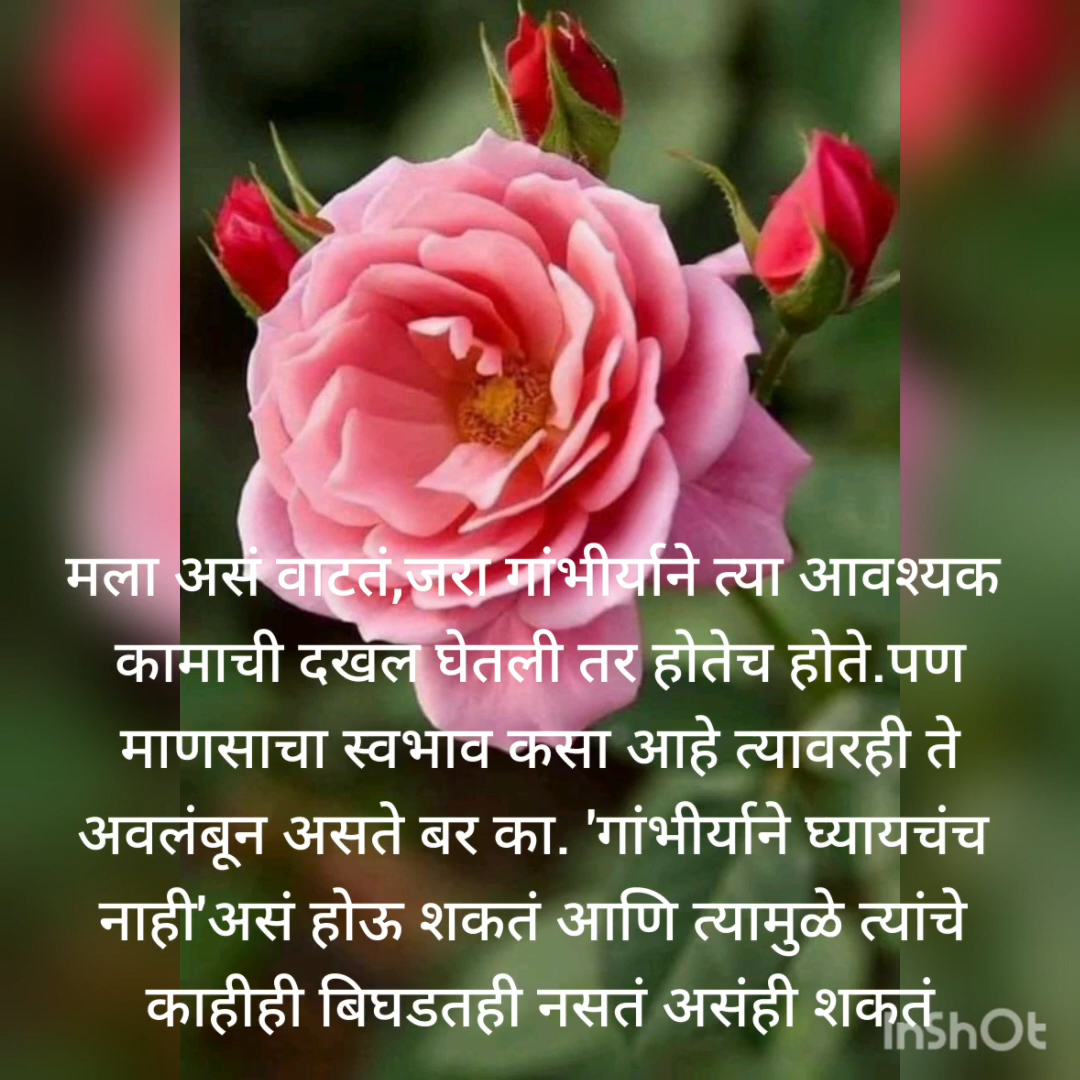 मला असं वाटतं,जरा गांभीर्याने त्या आवश्यक
कामाची दखल घेतली तर होतेच होते.पण
माणसाचा स्वभाव कसा आहे त्यावरही ते
अवलंबून असते बर का. 'गांभीर्याने घ्यायचंच
नाही'असं होऊ शकतं आणि त्यामुळे त्यांचे
काहीही बिघडतही नसतं असंही शकतं
InShOt